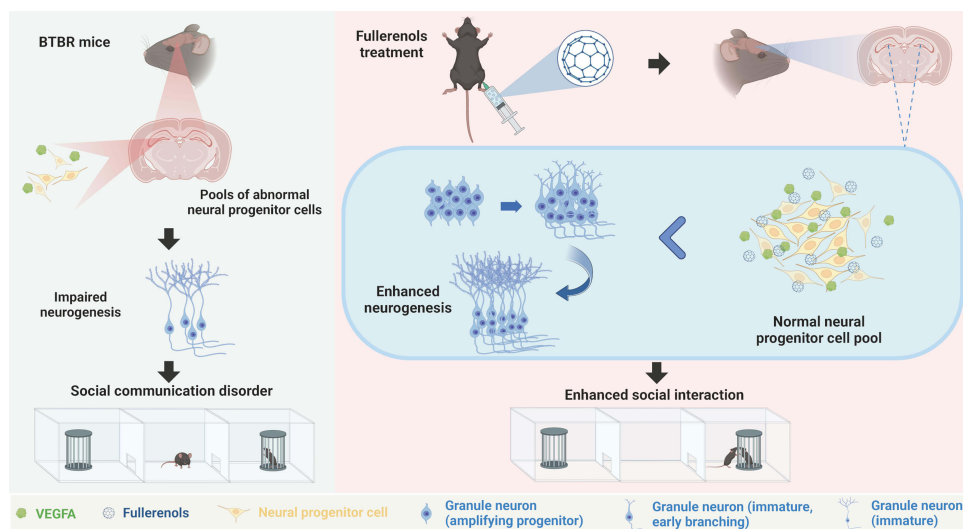 BTBR mice
Pools of abnormal
neural progenitor cells
Impaired
neurogenesis
Social communication disorder
Fullerenols
treatment
Enhanced
neurogenesis
Normal neural
progenitor cell pool
Enhanced social interaction
VEGFA
Fullerenols
Neural progenitor cell
Granule neuron
(amplifying progenitor)
Granule neuron (immature,
early branching)
Granule neuron
(immature)